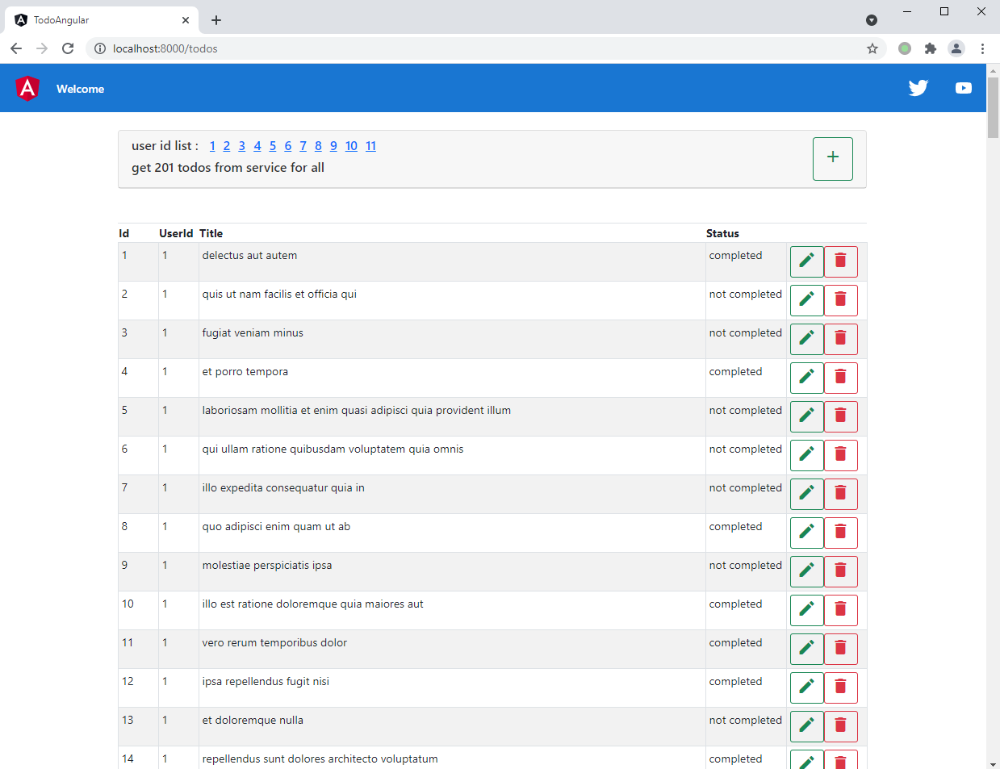 TodoAngular
localhost:8000/todos
Welcome
user id list : 1 2 3 4 5 6 7 8 9 10 11
get 201 todos from service for all
+
Id UserId Title Status
1 1 delectus aut autem completed
2 1 quis ut nam facilis et officia qui not completed
3 1 fugiat veniam minus not completed
4 1 et porro tempora completed
5 1 laboriosam mollitia et enim quasi adipisci quia provident illum not completed
6 1 qui ullam ratione quibusdam voluptatem quia omnis not completed
7 1 illo expedita consequatur quia in not completed
8 1 quo adipisci enim quam ut ab completed
9 1 molestiae perspiciatis ipsa not completed
10 1 illo est ratione doloremque quia maiores aut completed
11 1 vero rerum temporibus dolor completed
12 1 ipsa repellendus fugit nisi completed
13 1 et doloremque nulla not completed
14 1 repellendus sunt dolores architecto voluptatum completed